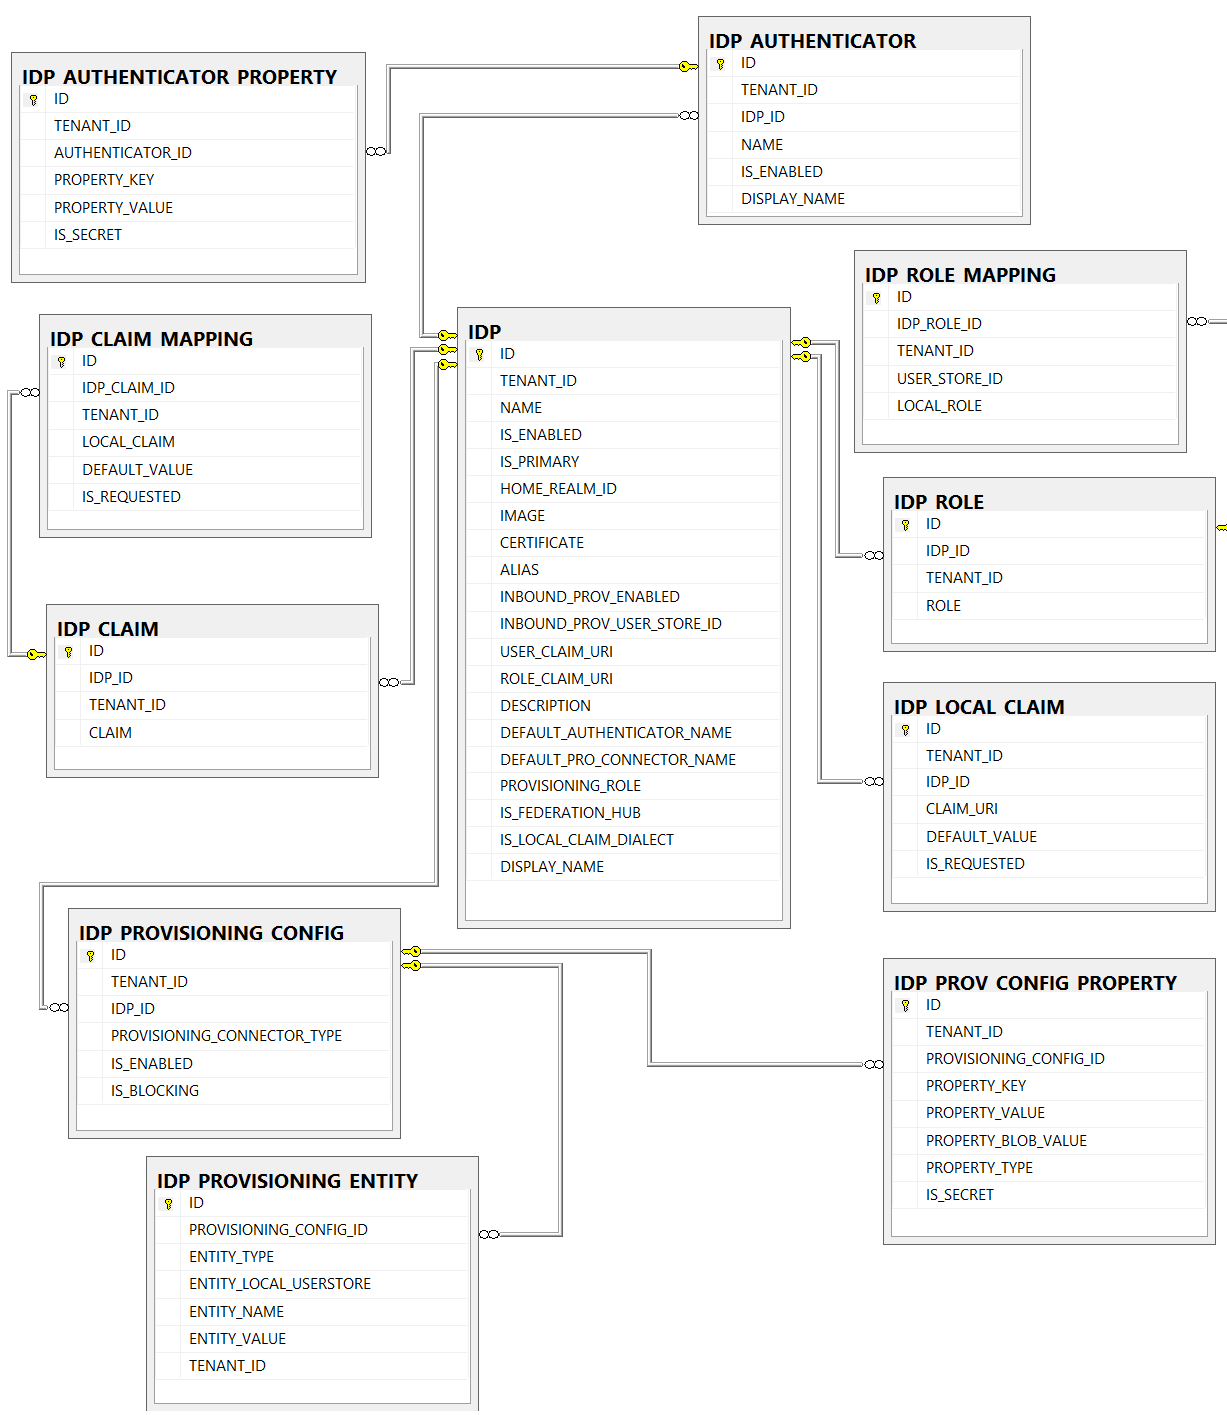 IDP_AUTHENTICATOR_PROPERTY
ID
TENANT_ID
AUTHENTICATOR_ID
PROPERTY_KEY
PROPERTY_VALUE
IS_SECRET
IDP_AUTHENTICATOR
ID
TENANT_ID
IDP_ID
NAME
IS_ENABLED
DISPLAY_NAME
IDP_CLAIM_MAPPING
ID
IDP_CLAIM_ID
TENANT_ID
LOCAL_CLAIM
DEFAULT_VALUE
IS_REQUESTED
IDP
ID
TENANT_ID
NAME
IS_ENABLED
IS_PRIMARY
HOME_REALM_ID
IMAGE
CERTIFICATE
ALIAS
INBOUND_PROV_ENABLED
INBOUND_PROV_USER_STORE_ID
USER_CLAIM_URI
ROLE_CLAIM_URI
DESCRIPTION
DEFAULT_AUTHENTICATOR_NAME
DEFAULT_PRO_CONNECTOR_NAME
PROVISIONING_ROLE
IS_FEDERATION_HUB
IS_LOCAL_CLAIM_DIALECT
DISPLAY_NAME
IDP_ROLE_MAPPING
ID
IDP_ROLE_ID
TENANT_ID
USER_STORE_ID
LOCAL_ROLE
IDP_ROLE
ID
IDP_ID
TENANT_ID
ROLE
IDP_CLAIM
ID
IDP_ID
TENANT_ID
CLAIM
IDP_LOCAL_CLAIM
ID
TENANT_ID
IDP_ID
CLAIM_URI
DEFAULT_VALUE
IS_REQUESTED
IDP_PROVISIONING_CONFIG
ID
TENANT_ID
IDP_ID
PROVISIONING_CONNECTOR_TYPE
IS_ENABLED
IS_BLOCKING
IDP_PROV_CONFIG_PROPERTY
ID
TENANT_ID
PROVISIONING_CONFIG_ID
PROPERTY_KEY
PROPERTY_VALUE
PROPERTY_BLOB_VALUE
PROPERTY_TYPE
IS_SECRET
IDP_PROVISIONING_ENTITY
ID
PROVISIONING_CONFIG_ID
ENTITY_TYPE
ENTITY_LOCAL_USERSTORE
ENTITY_NAME
ENTITY_VALUE
TENANT_ID